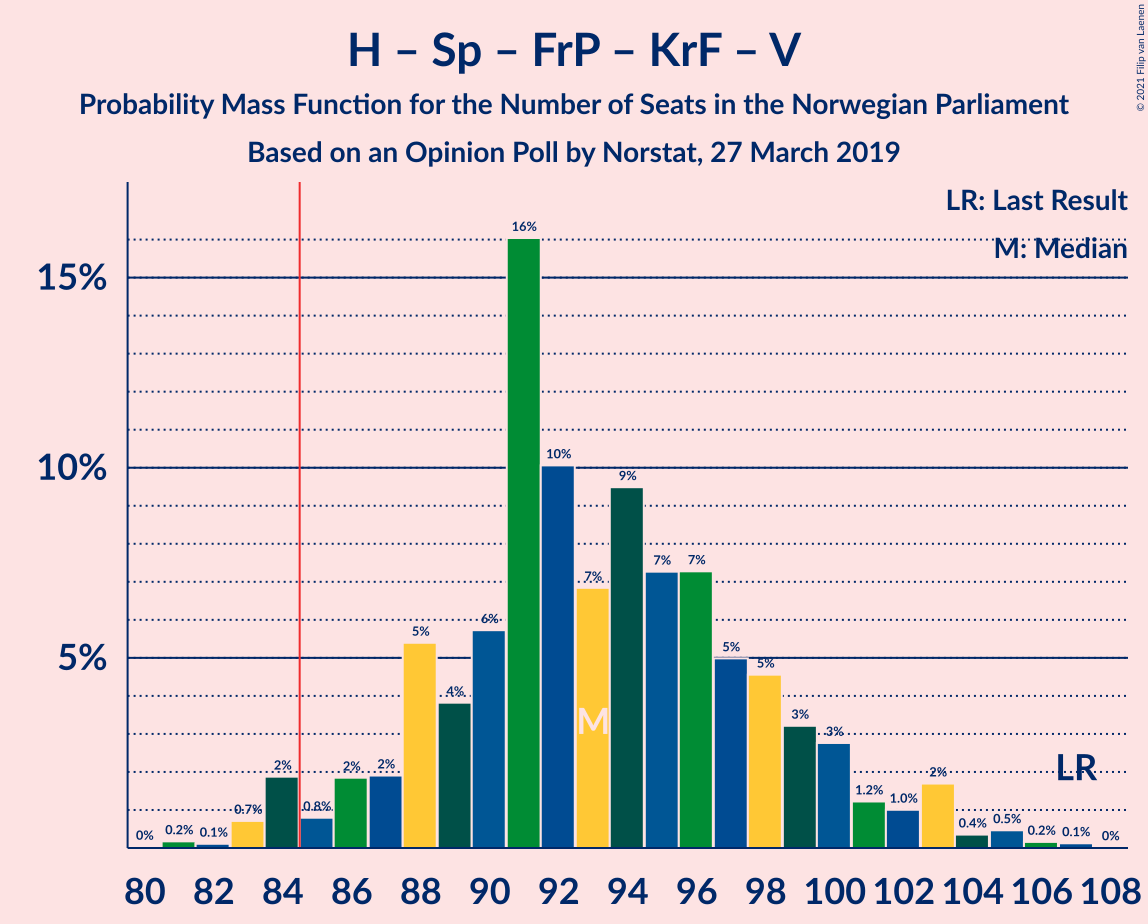 H – Sp – FrP – KrF – V
Probability Mass Function for the Number of Seats in the Norwegian Parliament
Based on an Opinion Poll by Norstat, 27 March 2019
© 2021 Filip van Laenen
LR: Last Result
M: Median
15%
10%
5%
0% 0.2% 0.1% 0.7% 2% 0.8% 2% 2% 5% 4% 6% 16% 10% 7% 9% 7% 7% 5% 5% 3% 3% 1.2% 1.0% 2% 0.4% 0.5% 0.2% 0.1% 0%
M
LR
80 82 84 86 88 90 92 94 96 98 100 102 104 106 108